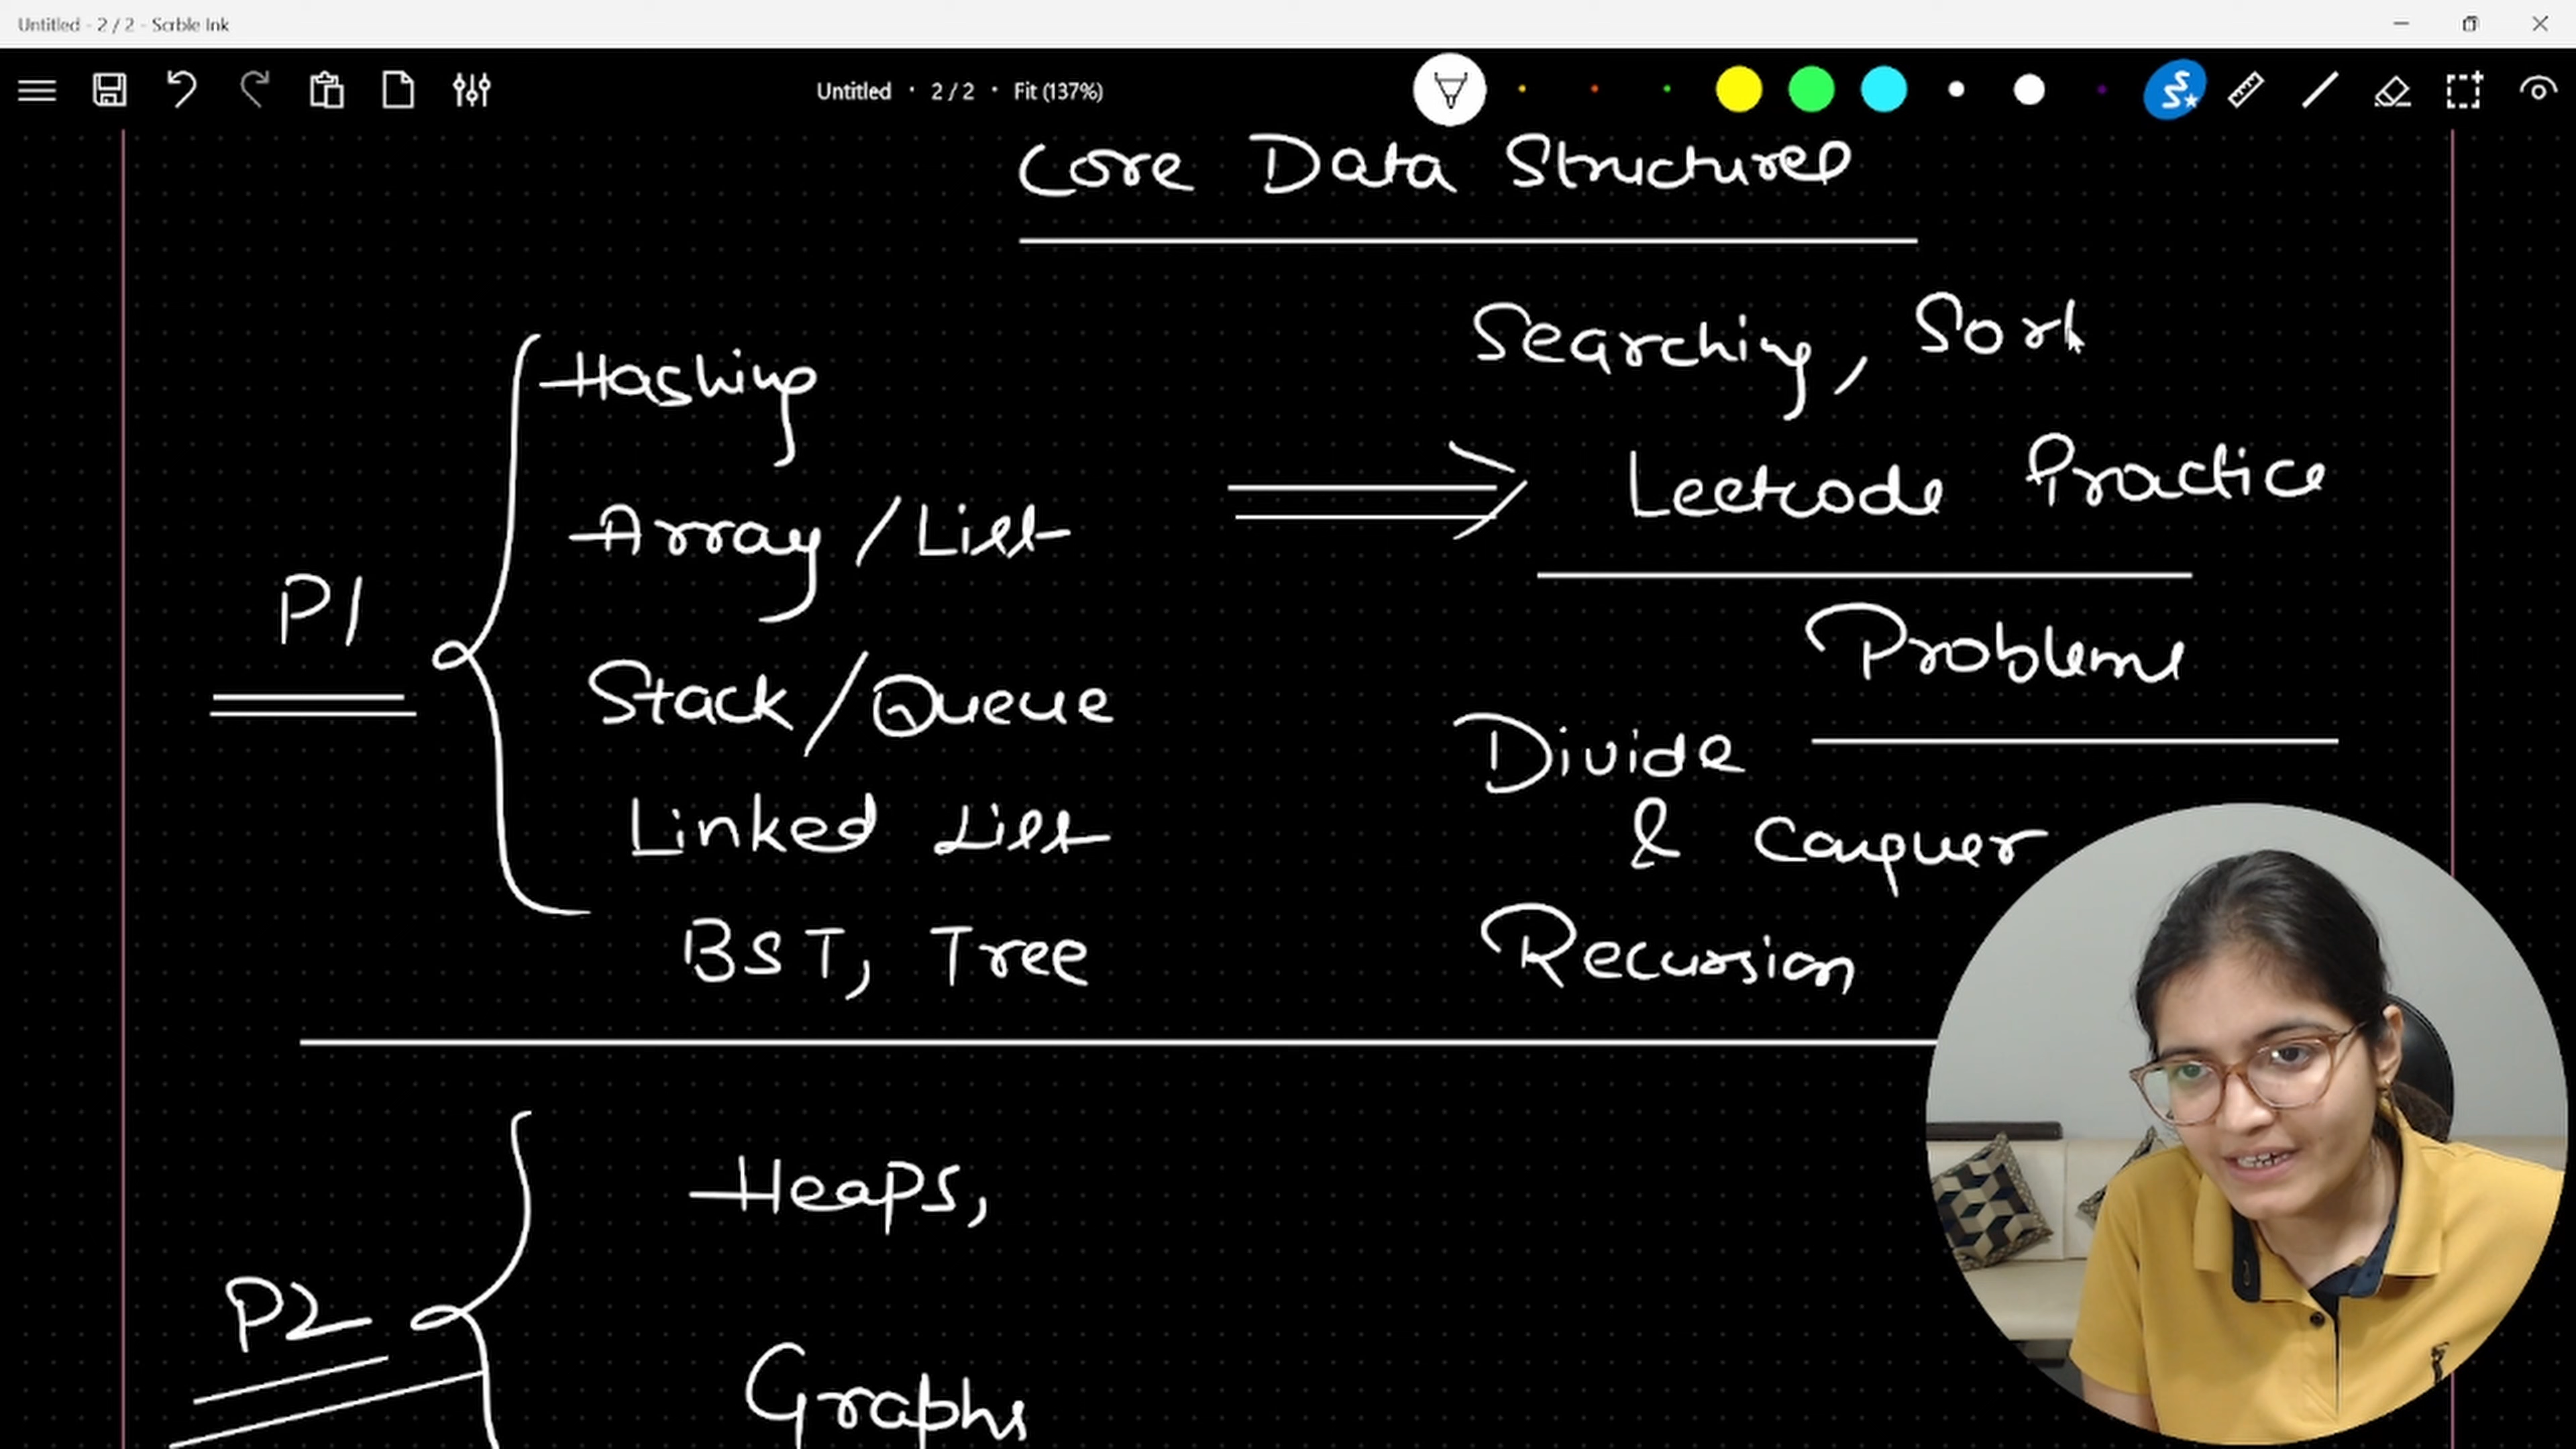 Untitled - 2 / 2 - Scrble Ink
Untitled · 2 / 2 · Fit (137%)
Core Data Structures
Searching, Sort
Hashing
Leetcode Practice
Array / List
P1
Problems
Stack / Queue
Divide
Linked List
& Conquer
BST, Tree
Recursion
Heaps,
P2
Graphs